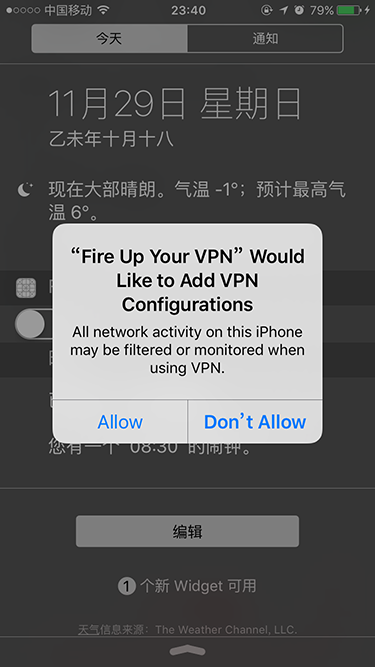 中国移动 23:40 79%
今天 通知
11月29日 星期日
乙未年十月十八
现在大部晴朗。气温 -1°；预计最高气
温 6°。
“Fire Up Your VPN” Would
Like to Add VPN
Configurations
All network activity on this iPhone
may be filtered or monitored when
using VPN.
Allow Don’t Allow
您有一个“08:30”的闹钟。
编辑
1 个新 Widget 可用
天气信息来源：The Weather Channel, LLC.